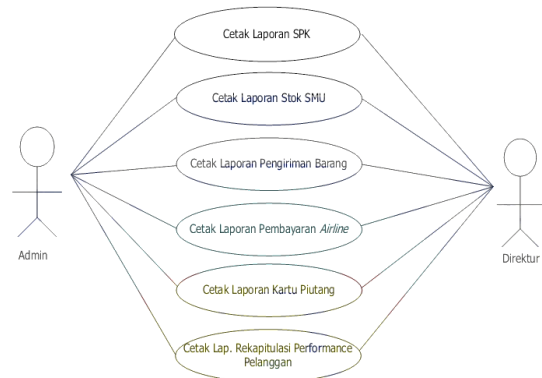 Cetak Laporan SPK
Cetak Laporan Stok SMU
Cetak Laporan Pengiriman Barang
Cetak Laporan Pembayaran Airline
Cetak Laporan Kartu Piutang
Cetak Lap. Rekapitulasi Performance
Pelanggan
Admin
Direktur